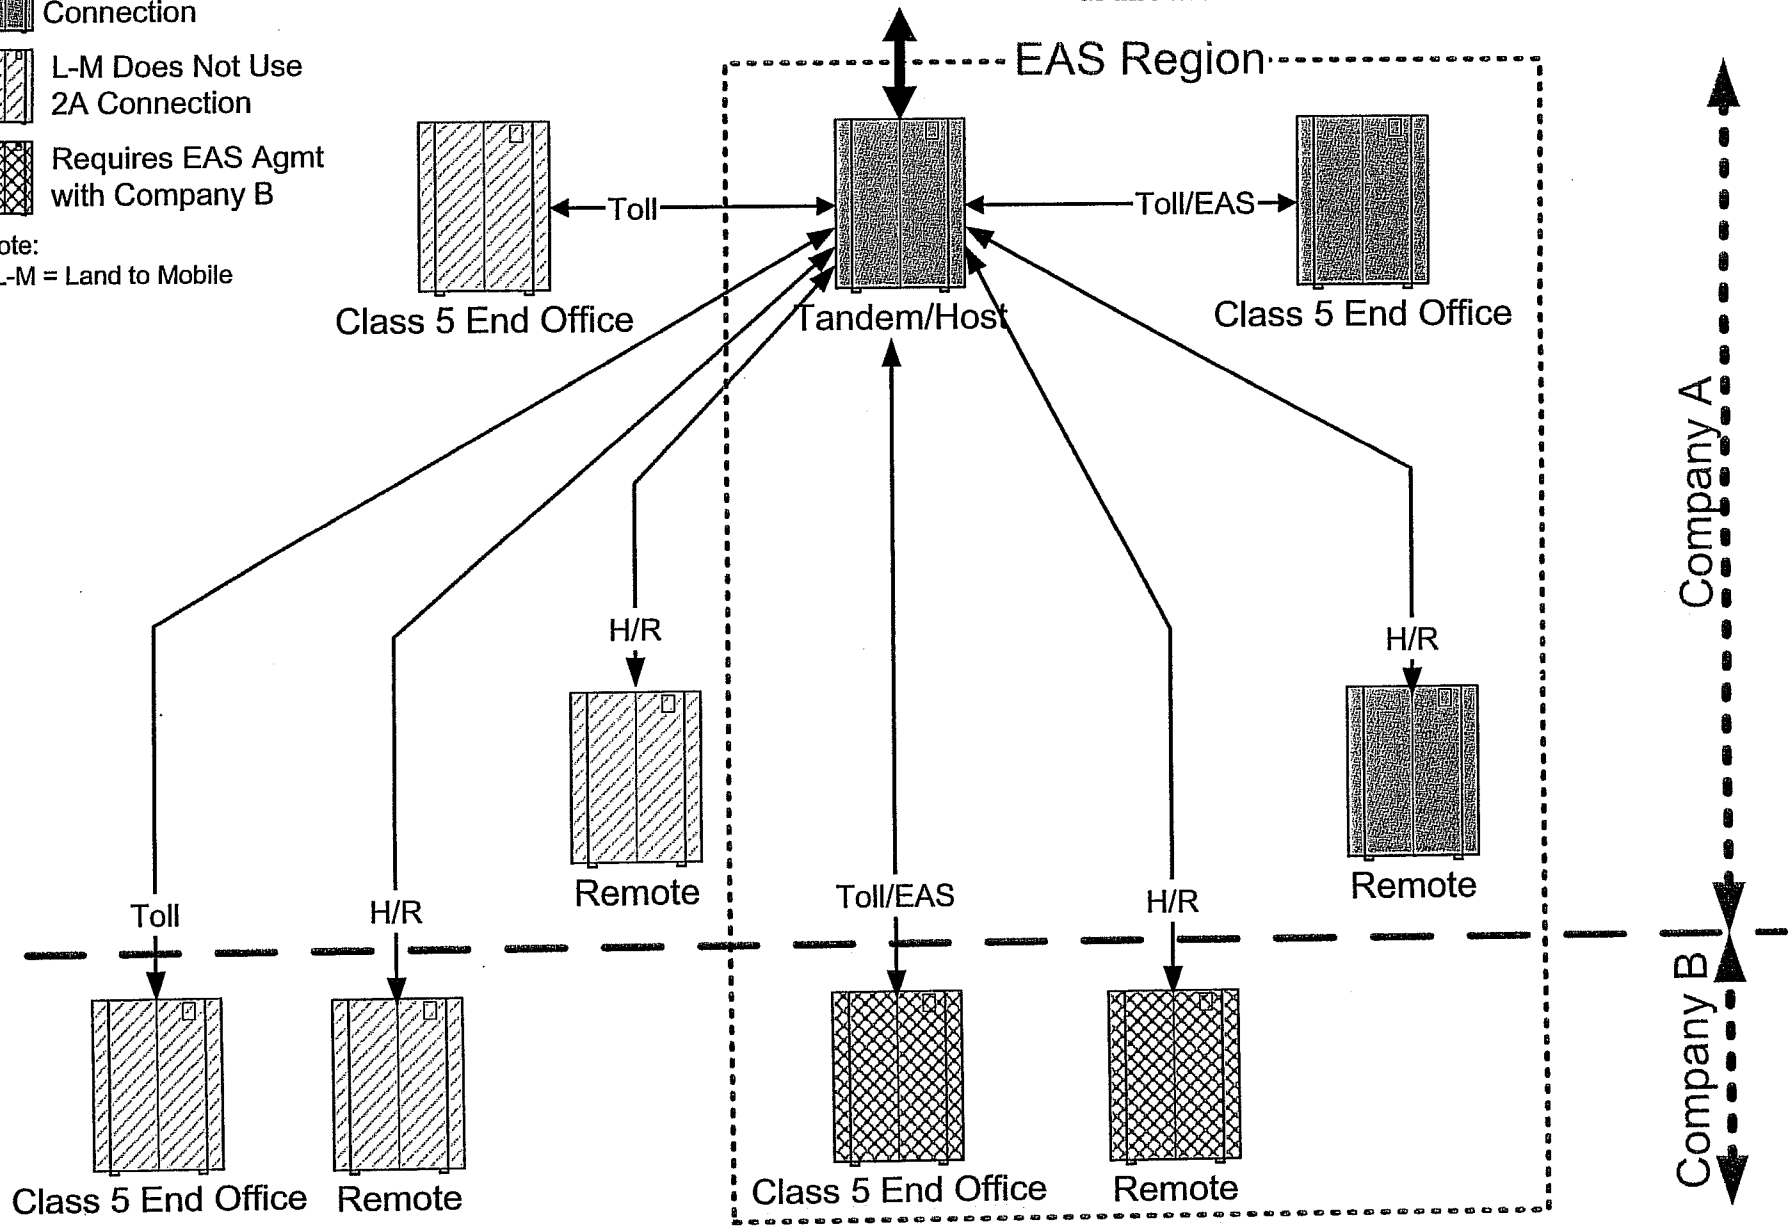 Connection
L-M Does Not Use
2A Connection
Requires EAS Agmt
with Company B
L-M = Land to Mobile
EAS Region
Toll
Toll/EAS
Class 5 End Office
Tandem/Host
Class 5 End Office
Company A
H/R
H/R
Remote
Remote
Toll
H/R
Toll/EAS
H/R
Company B
Class 5 End Office
Remote
Class 5 End Office
Remote